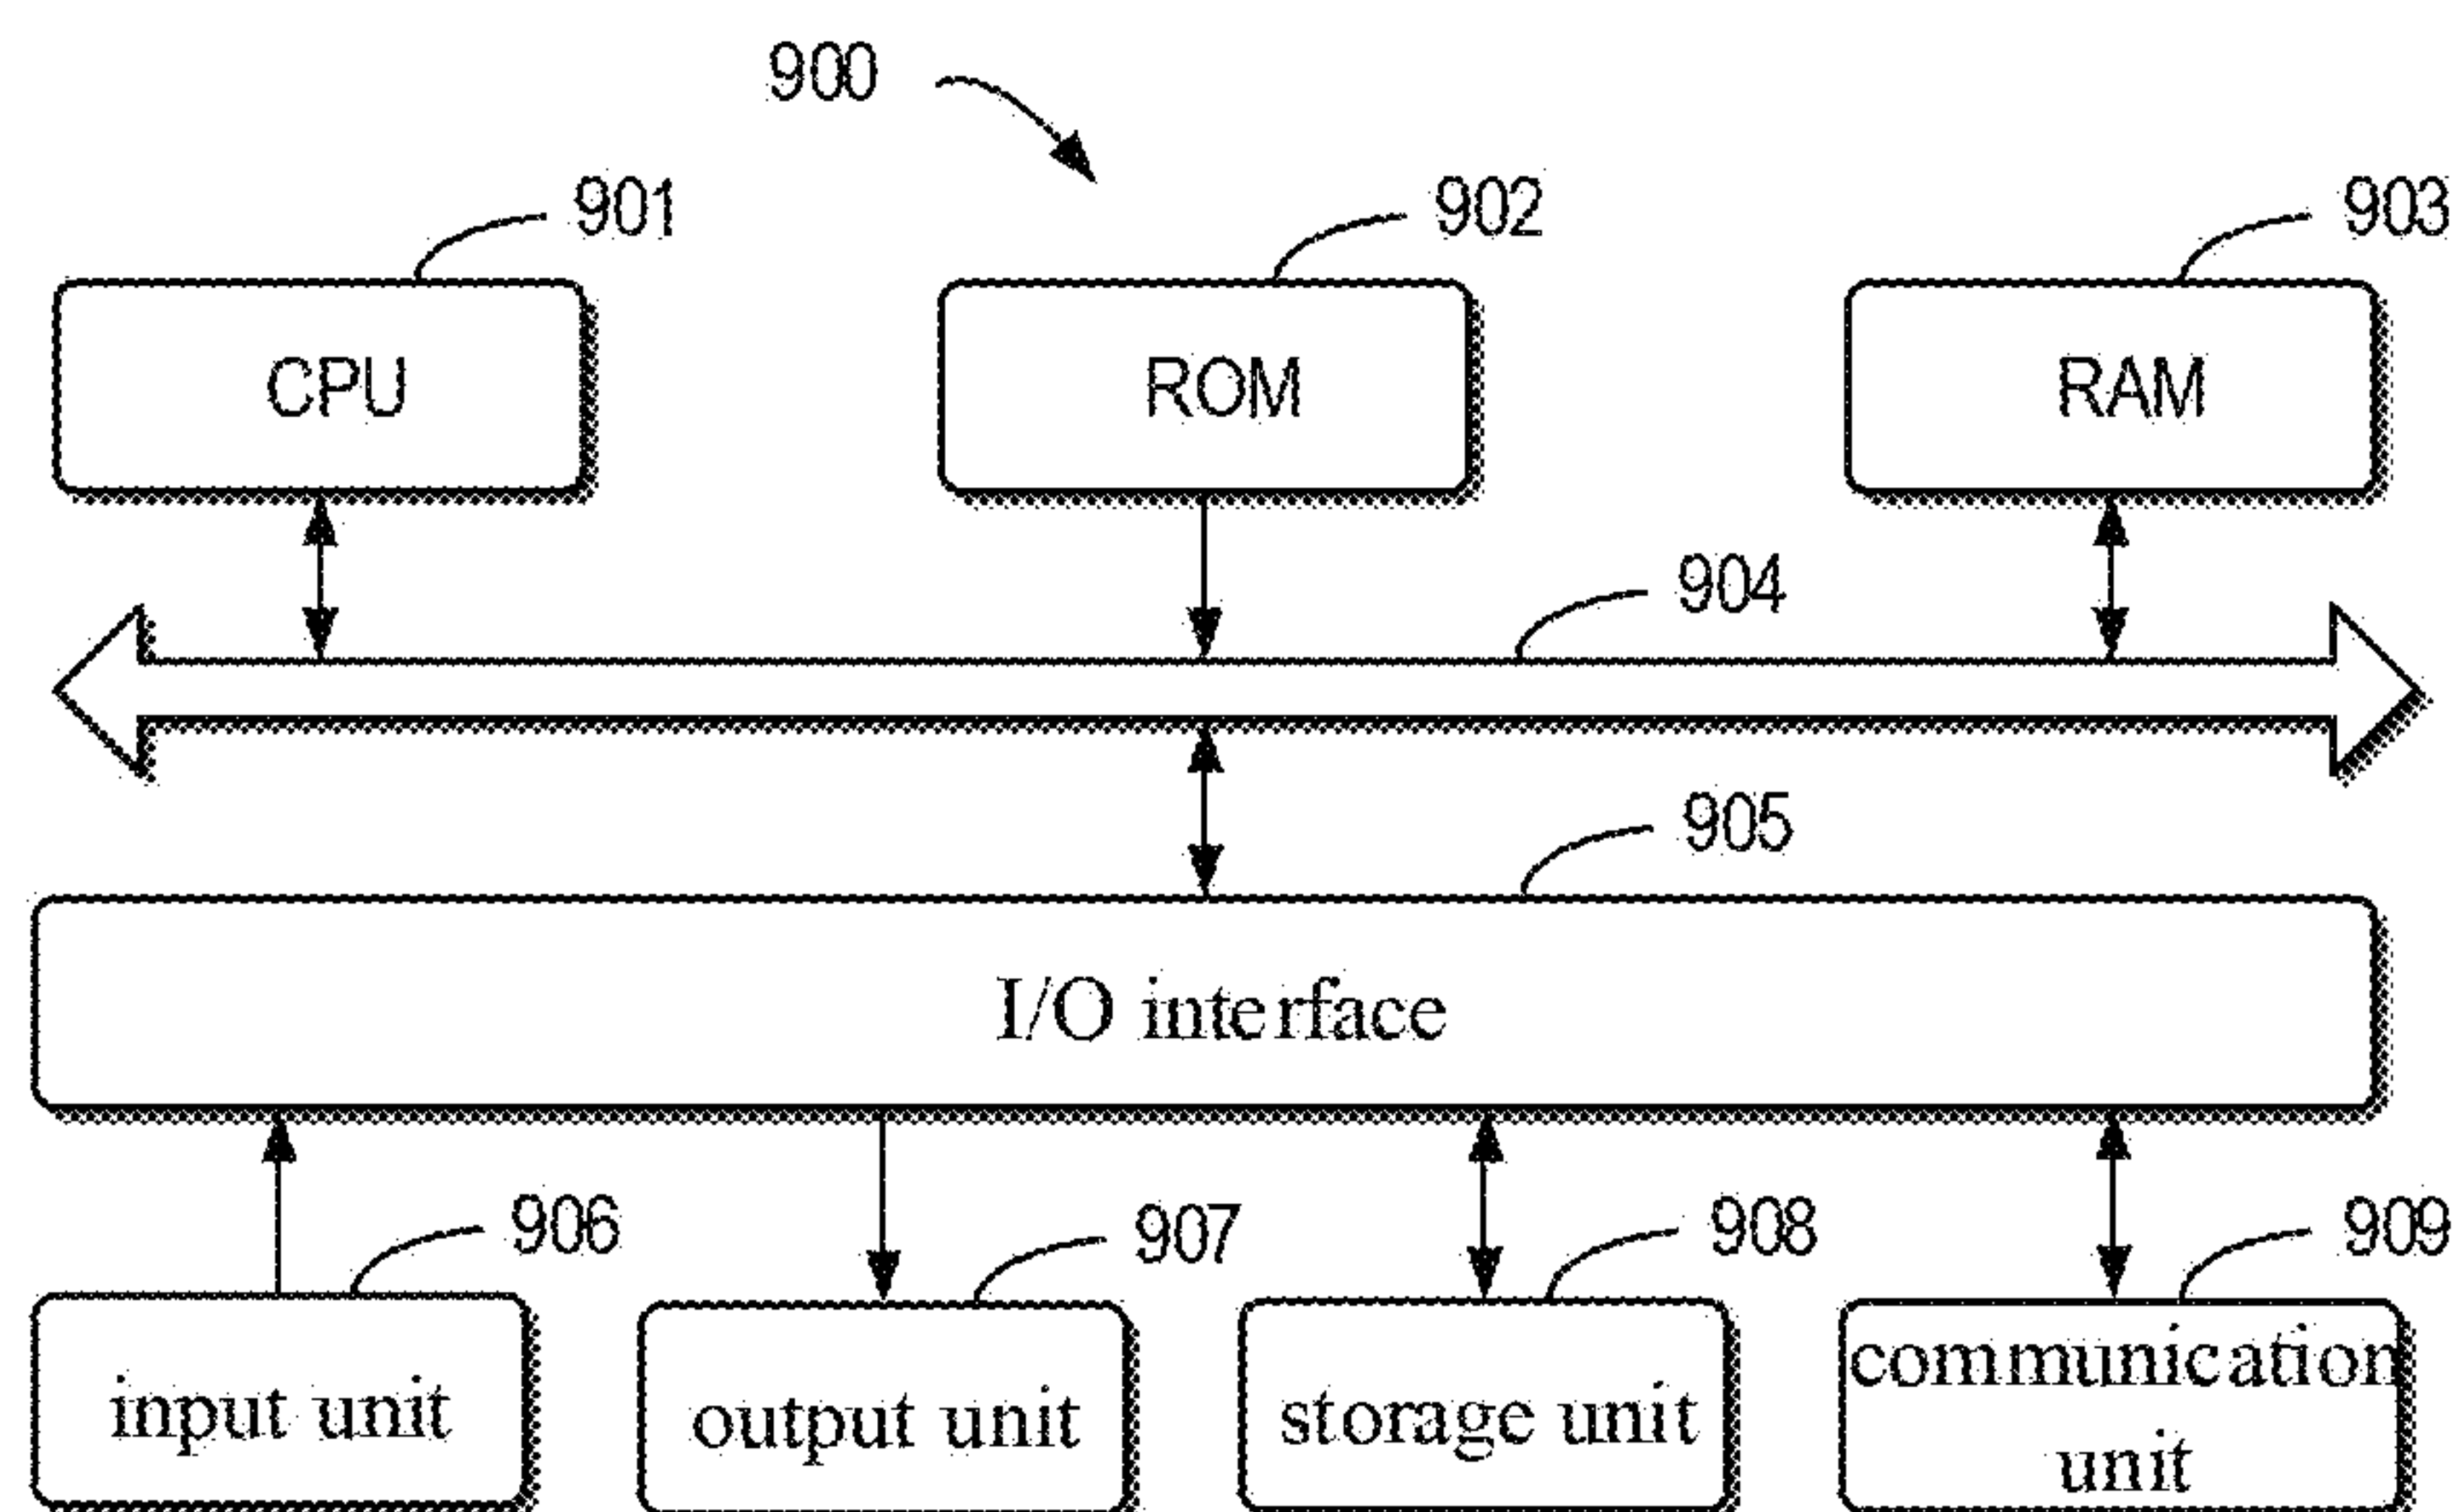 900
901
902
903
CPU
ROM
RAM
904
905
I/O interface
906
907
908
909
input unit
output unit
storage unit
communication
unit